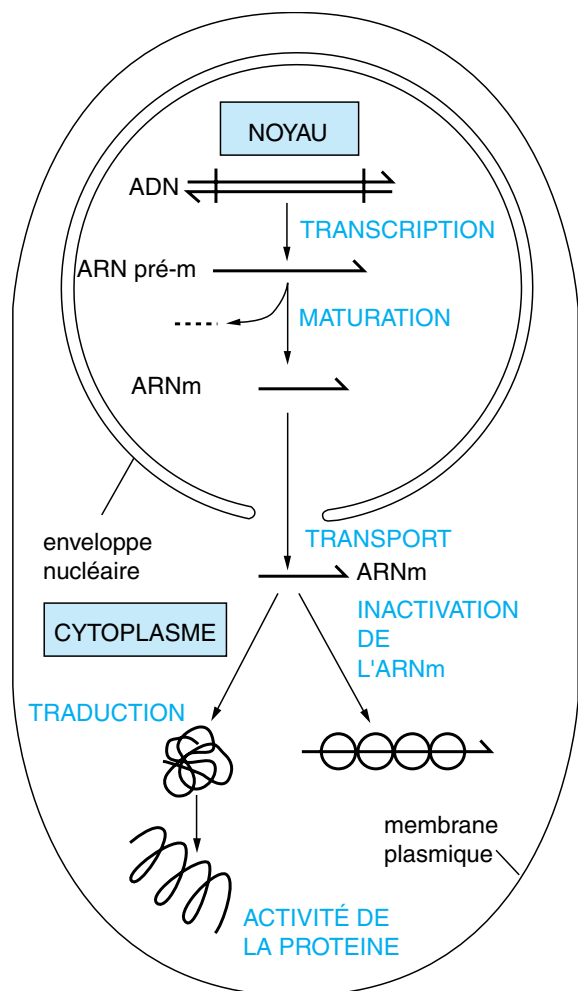 NOYAU
ADN
TRANSCRIPTION
ARN pré-m
MATURATION
ARNm
enveloppe
nucléaire
TRANSPORT
ARNm
CYTOPLASME
INACTIVATION
DE
L'ARNm
TRADUCTION
membrane
plasmique
ACTIVITÉ DE
LA PROTEINE